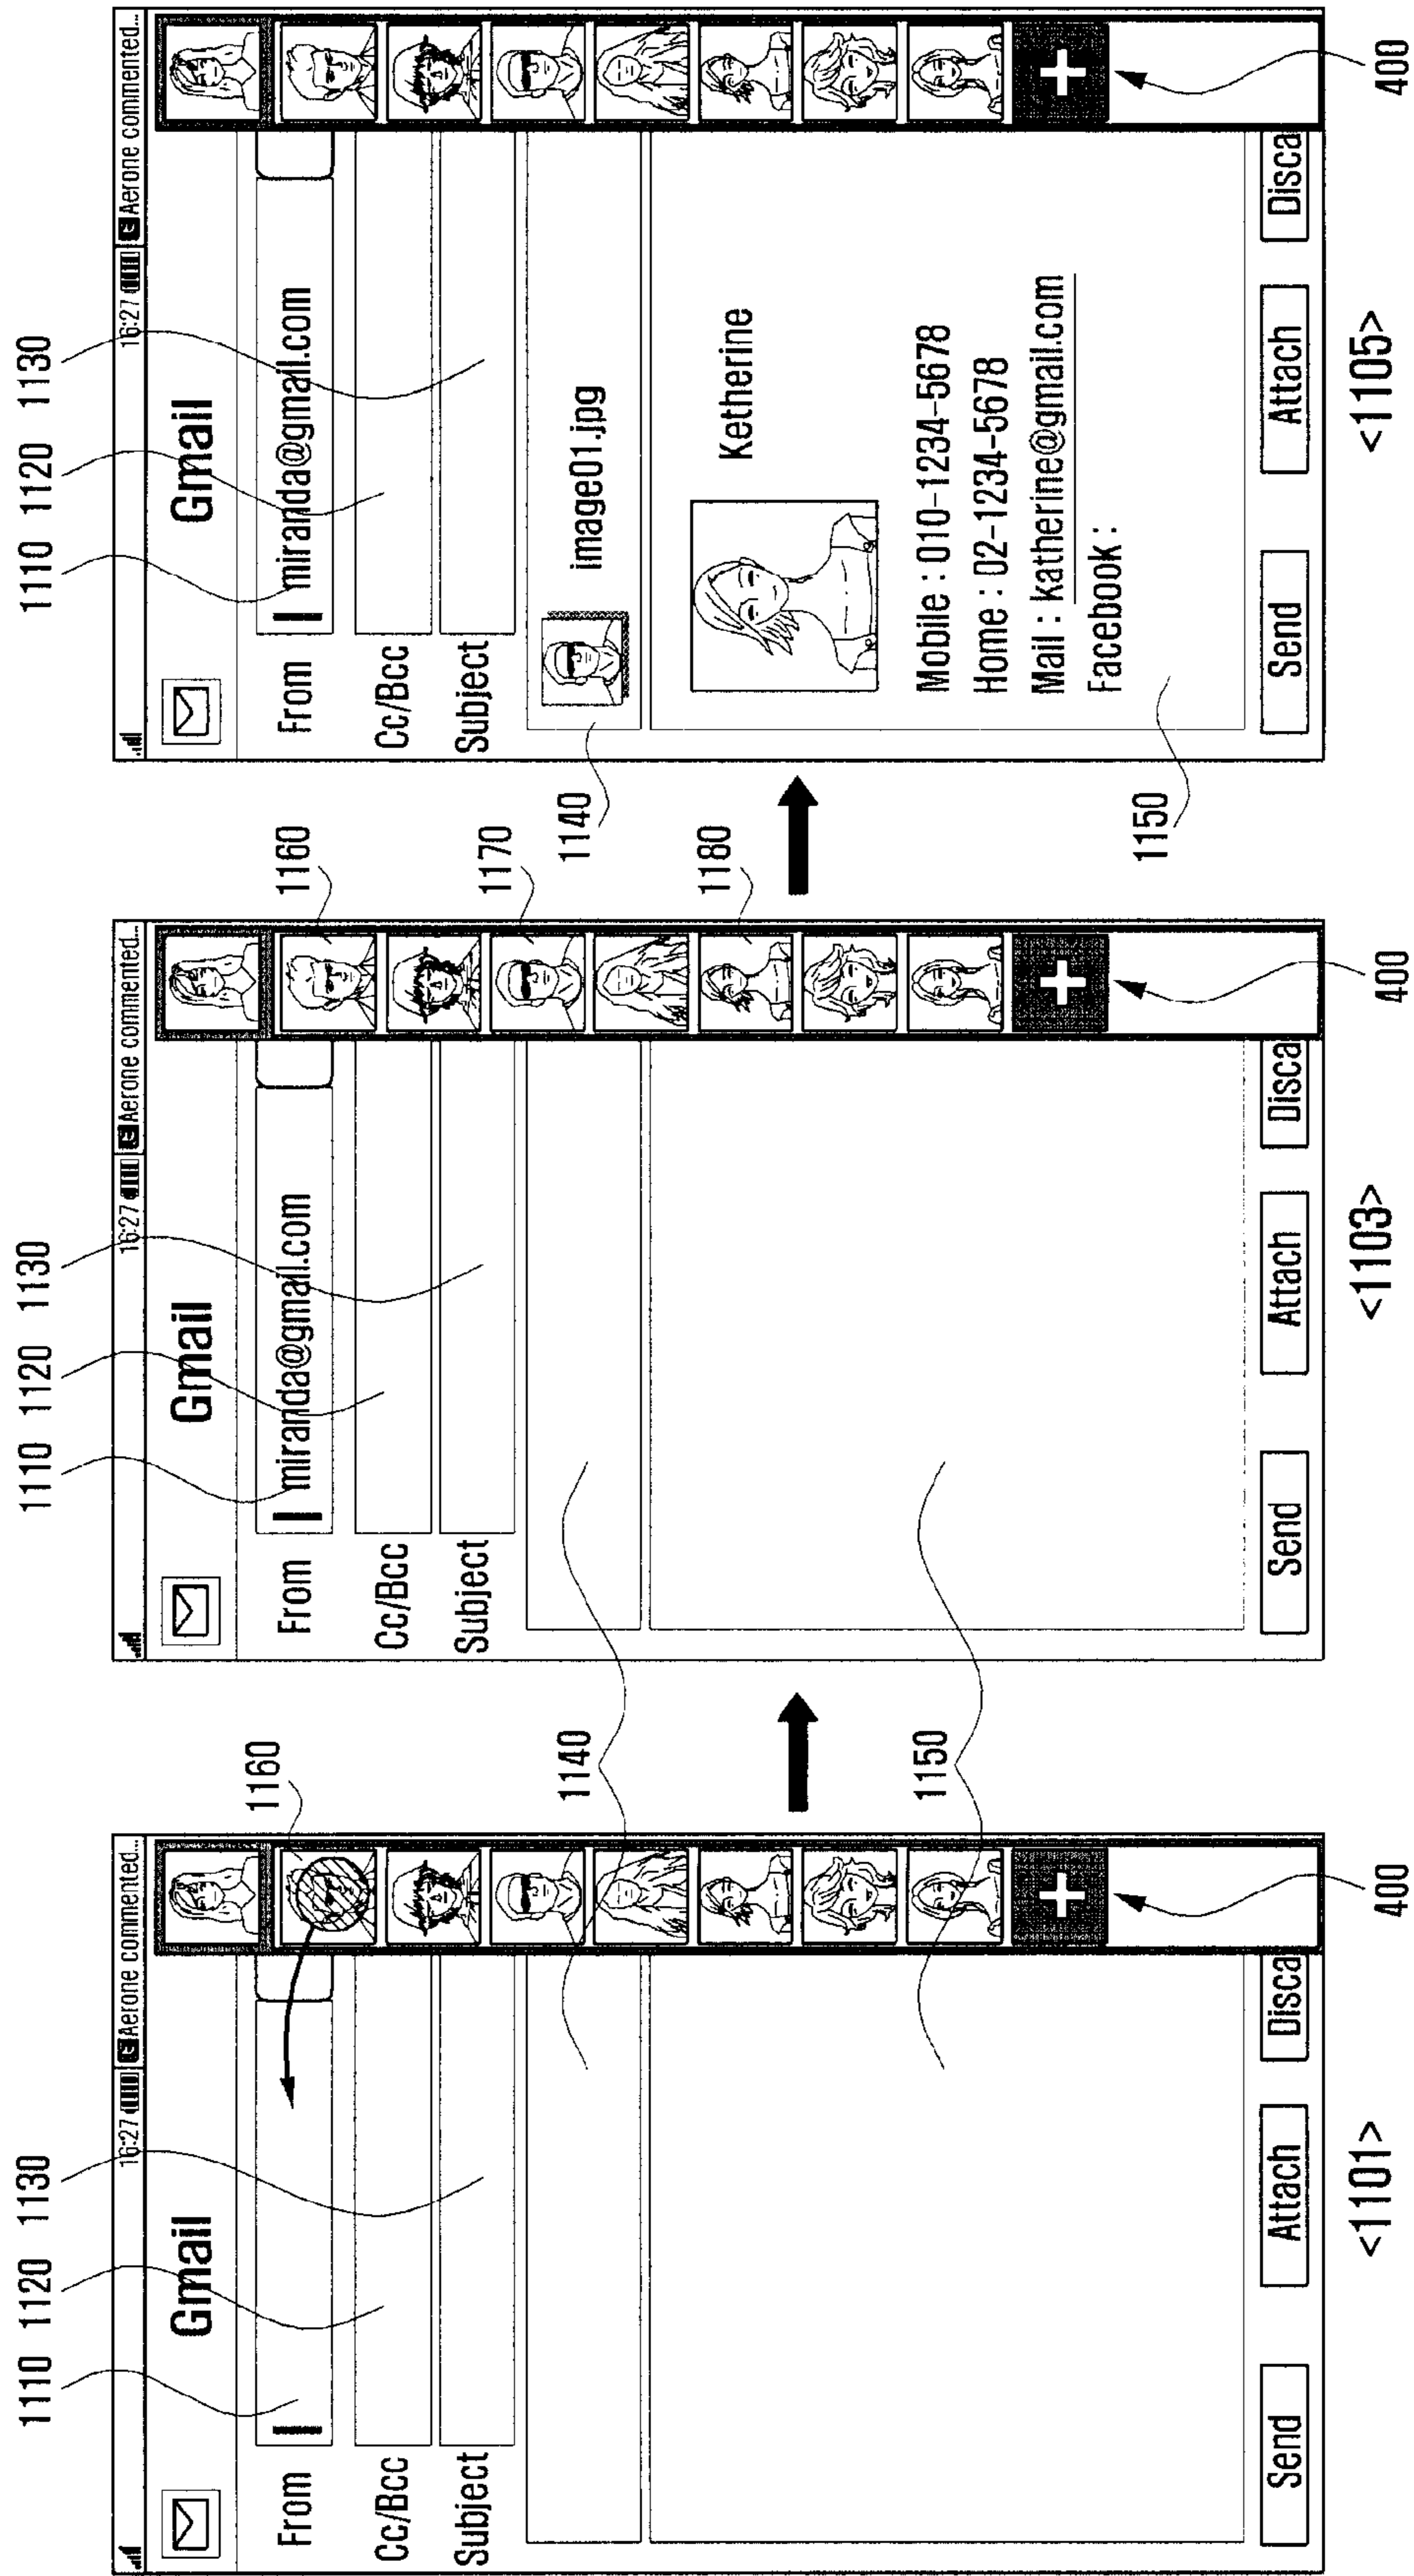 1110 1120 1130
16:27 Aerone commented...
Gmail
From
Cc/Bcc
Subject
Send Attach Disca
1160
1140
1150
400
<1101>
1110 1120 1130
16:27 Aerone commented...
Gmail
From miranda@gmail.com
Cc/Bcc
Subject
Send Attach Disca
1160
1170
1180
400
<1103>
1110 1120 1130
16:27 Aerone commented...
Gmail
From miranda@gmail.com
Cc/Bcc
Subject
image01.jpg
1140
Ketherine
Mobile : 010-1234-5678
Home : 02-1234-5678
Mail : katherine@gmail.com
Facebook :
1150
Send Attach Disca
400
<1105>